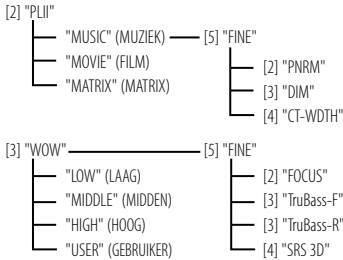 [2] "PLII"
"MUSIC" (MUZIEK) [5] "FINE"
"MOVIE" (FILM) [2] "PNRM"
"MATRIX" (MATRIX) [3] "DIM"
[4] "CT-WDTH"
[3] "WOW" [5] "FINE"
"LOW" (LAAG) [2] "FOCUS"
"MIDDLE" (MIDDEN) [3] "TruBass-F"
"HIGH" (HOOG) [3] "TruBass-R"
"USER" (GEBRUIKER) [4] "SRS 3D"